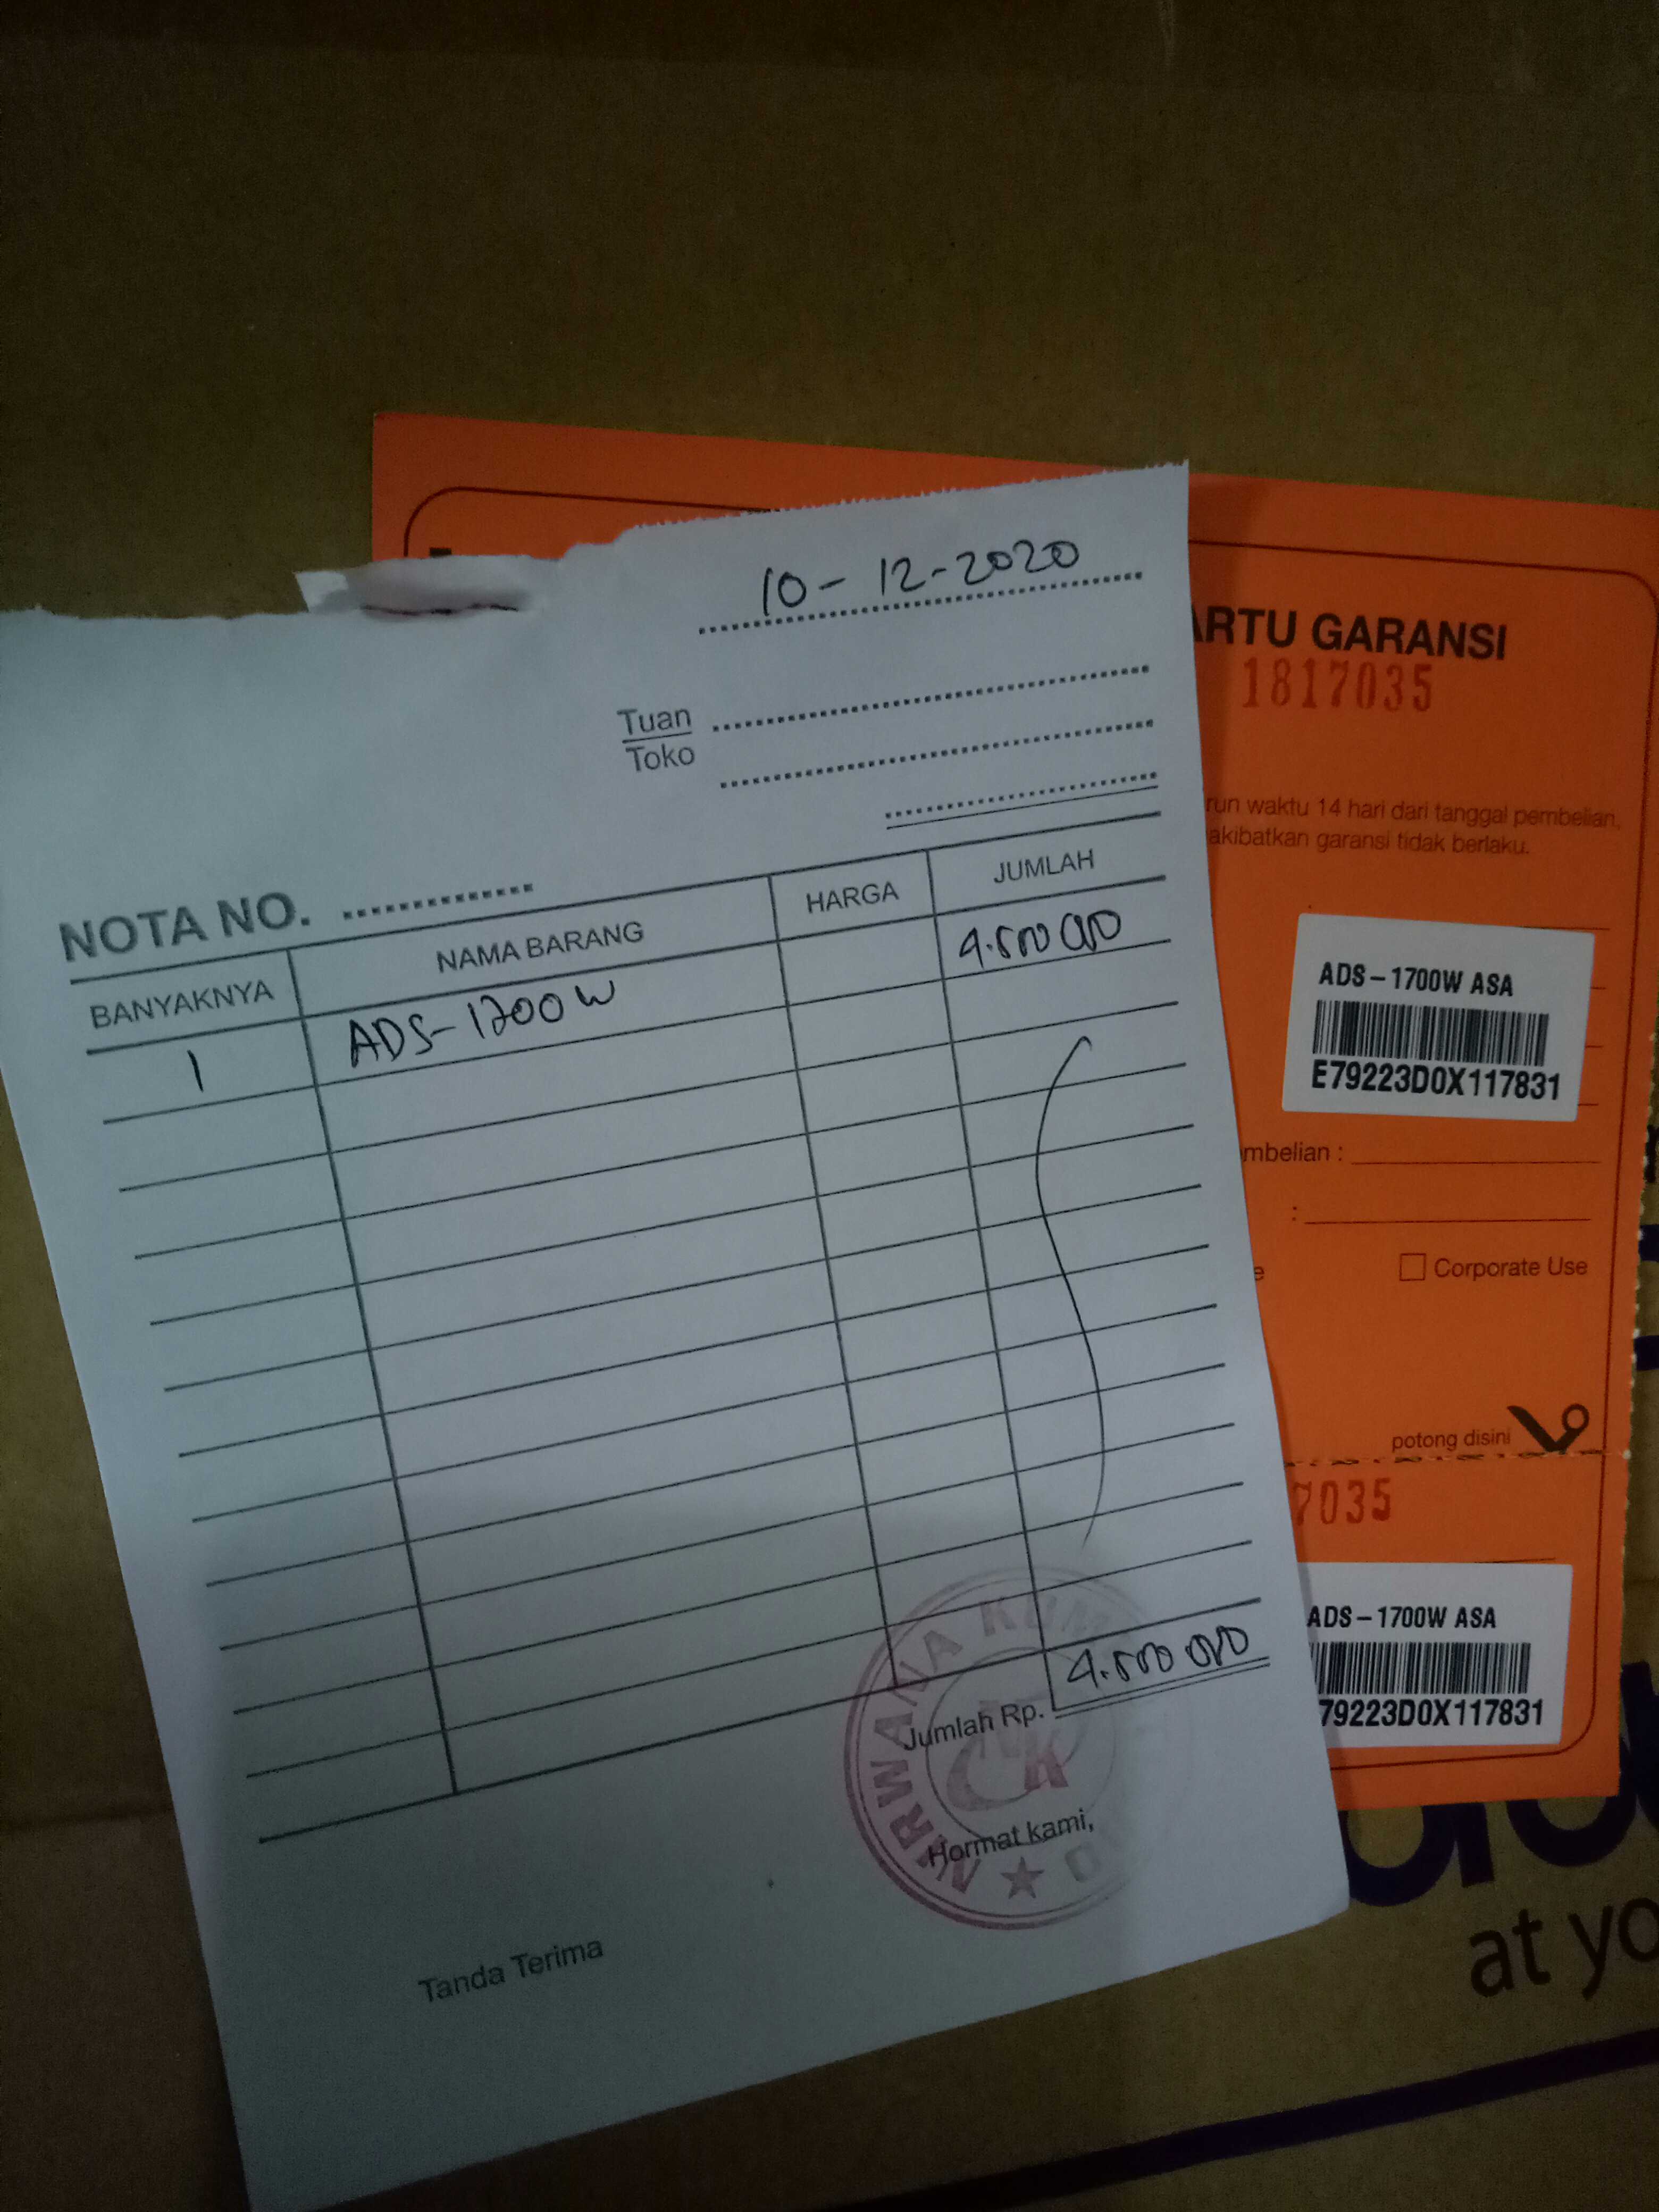 10-12-2020
Tuan
Toko
NOTA NO.
BANYAKNYA NAMA BARANG HARGA JUMLAH
1 ADS-1700W 4.500.000
Jumlah Rp. 4.500.000
Hormat kami,
Tanda Terima
NIRWANA KOM
NK
ARTU GARANSI
1817035
run waktu 14 hari dari tanggal pembelian,
akibatkan garansi tidak berlaku.
ADS-1700W ASA
E79223D0X117831
mbelian :
:
e Corporate Use
potong disini
7035
ADS-1700W ASA
79223D0X117831
at yo